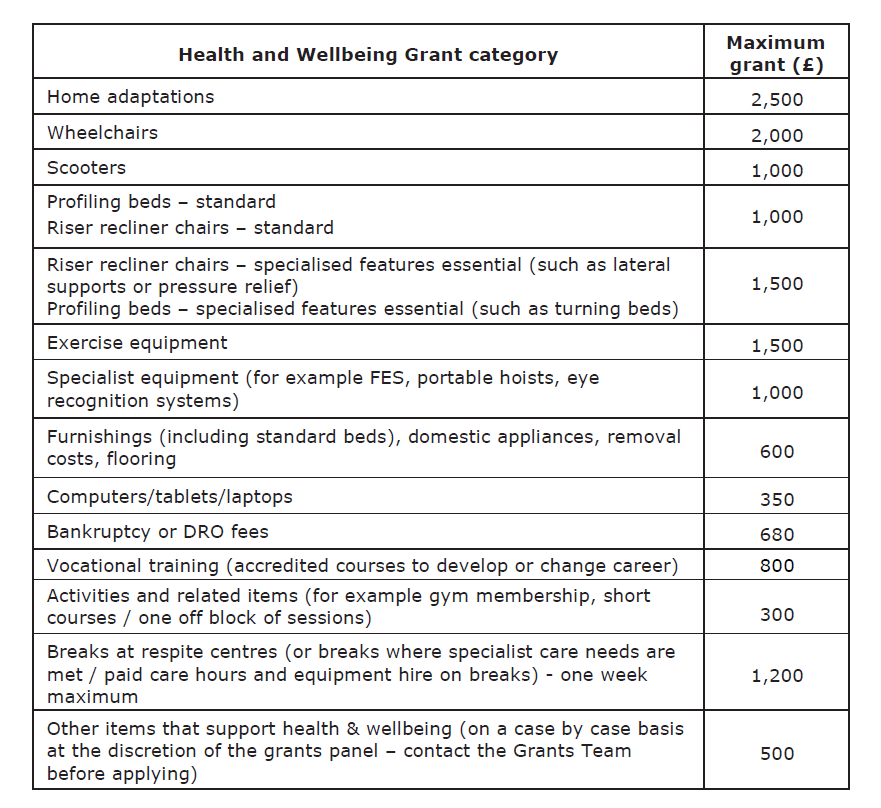 Health and Wellbeing Grant category
Maximum
grant (£)
Home adaptations
2,500
Wheelchairs
2,000
Scooters
1,000
Profiling beds – standard
Riser recliner chairs – standard
1,000
Riser recliner chairs – specialised features essential (such as lateral
supports or pressure relief)
Profiling beds – specialised features essential (such as turning beds)
1,500
Exercise equipment
1,500
Specialist equipment (for example FES, portable hoists, eye
recognition systems)
1,000
Furnishings (including standard beds), domestic appliances, removal
costs, flooring
600
Computers/tablets/laptops
350
Bankruptcy or DRO fees
680
Vocational training (accredited courses to develop or change career)
800
Activities and related items (for example gym membership, short
courses / one off block of sessions)
300
Breaks at respite centres (or breaks where specialist care needs are
met / paid care hours and equipment hire on breaks) - one week
maximum
1,200
Other items that support health & wellbeing (on a case by case basis
at the discretion of the grants panel – contact the Grants Team
before applying)
500